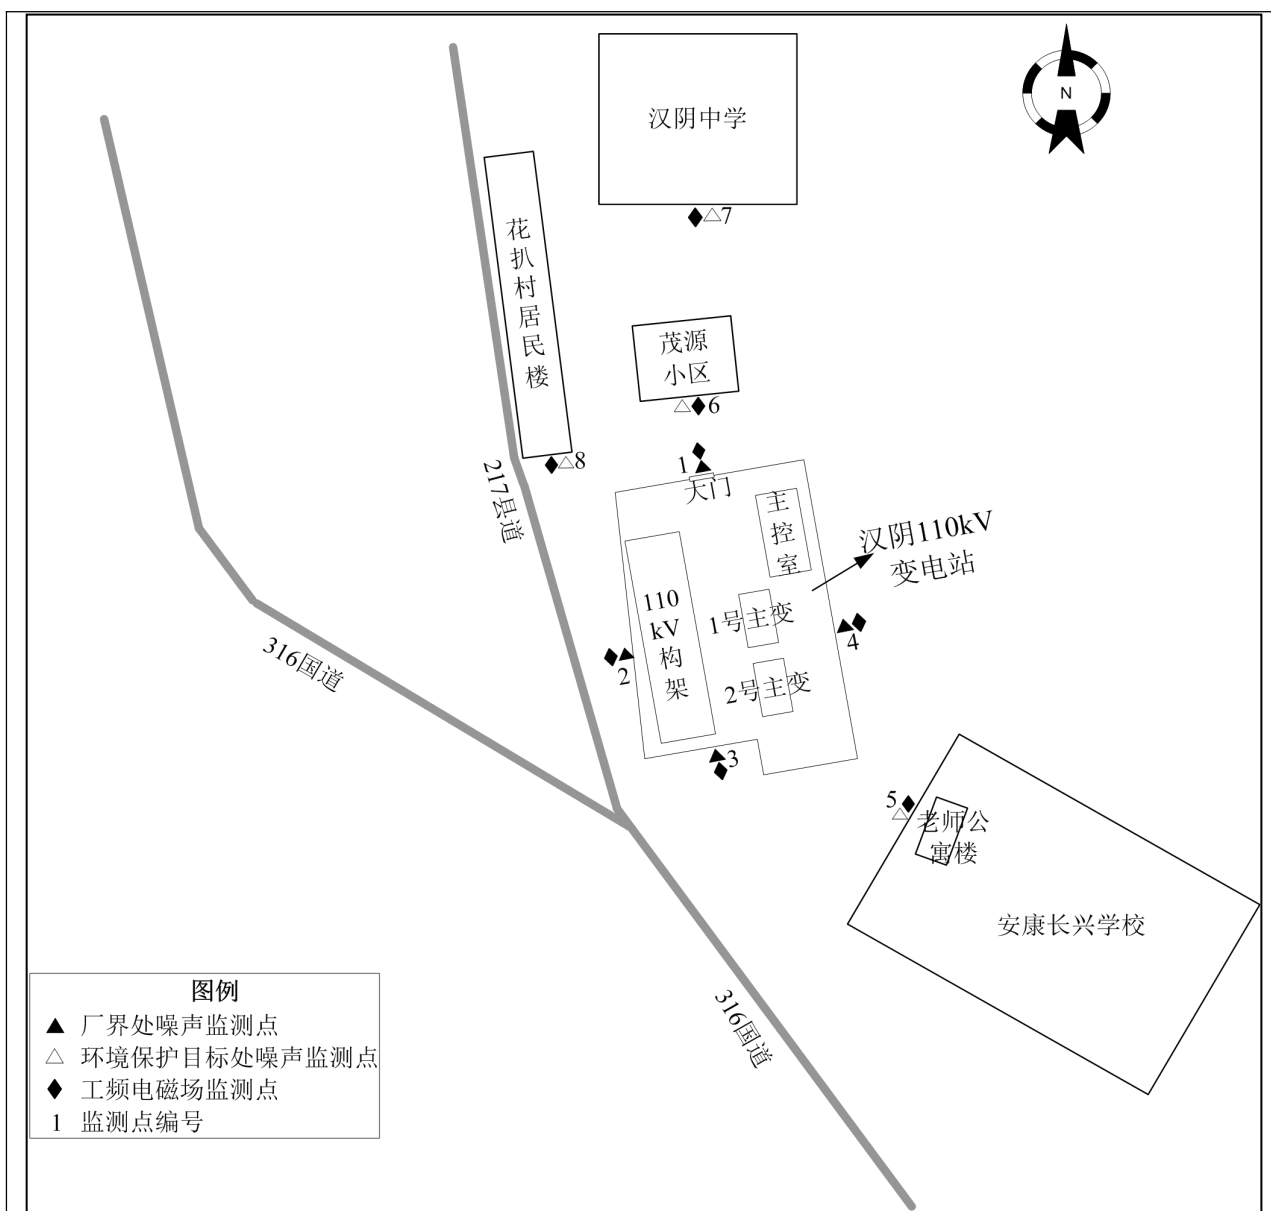 N
汉阴中学
7
花扒村居民楼
茂源
小区
6
8
1
大门
217县道
主控室
汉阴110kV
变电站
110
kV
构
架
1号主变
2号主变
2
4
3
316国道
5
老师公
寓楼
安康长兴学校
316国道
图例
厂界处噪声监测点
环境保护目标处噪声监测点
工频电磁场监测点
1 监测点编号